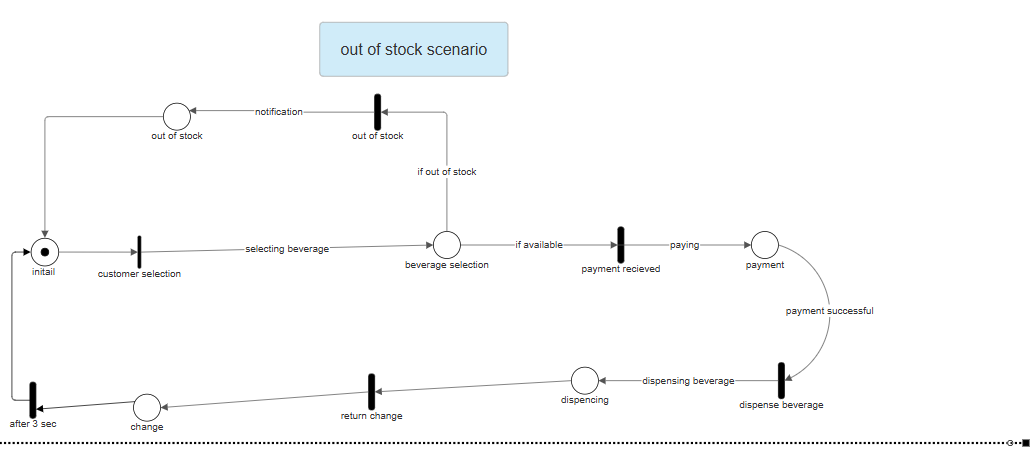 out of stock scenario
notification
out of stock
out of stock
if out of stock
selecting beverage
if available
paying
initail
customer selection
beverage selection
payment recieved
payment
payment successful
dispensing beverage
dispencing
dispense beverage
return change
after 3 sec
change